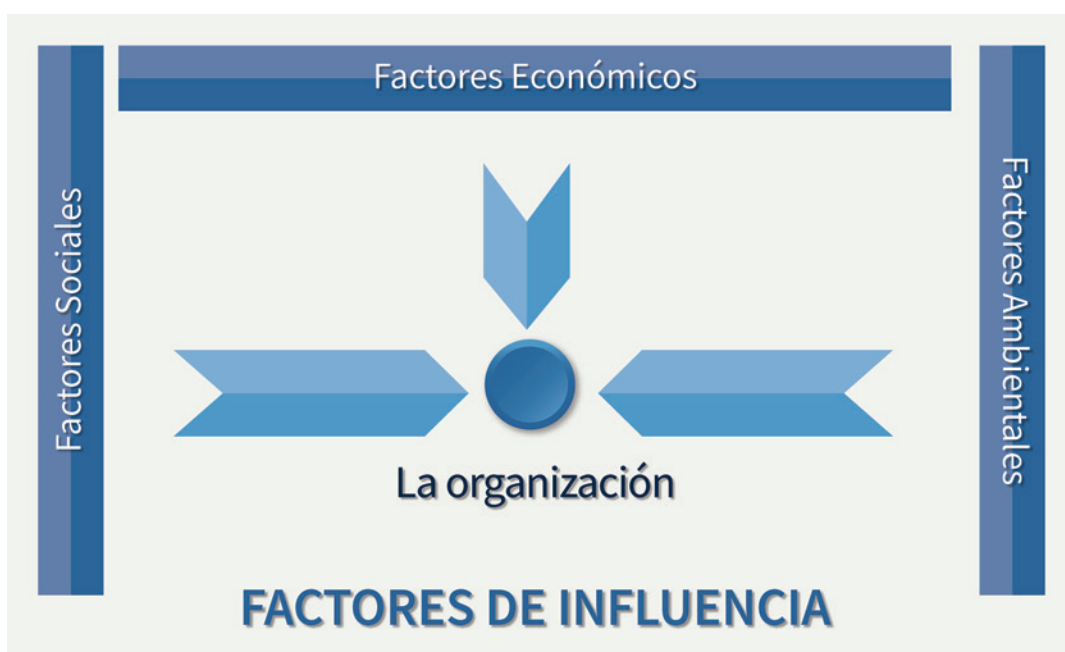 Factores Económicos
Factores Sociales
Factores Ambientales
La organización
FACTORES DE INFLUENCIA